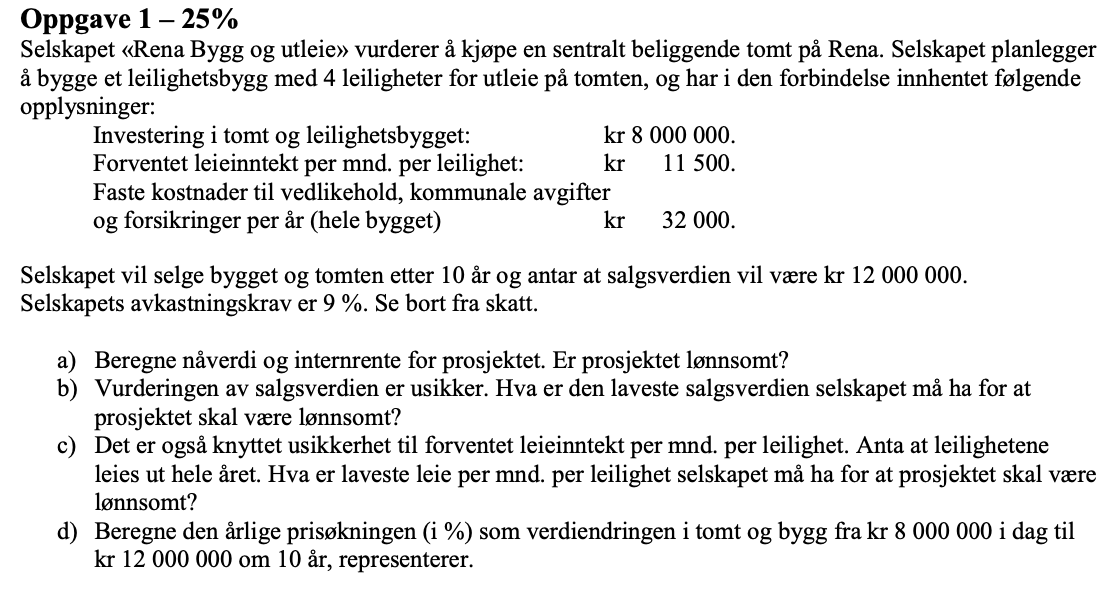 Oppgave 1 – 25%
Selskapet «Rena Bygg og utleie» vurderer å kjøpe en sentralt beliggende tomt på Rena. Selskapet planlegger
å bygge et leilighetsbygg med 4 leiligheter for utleie på tomten, og har i den forbindelse innhentet følgende
opplysninger:
Investering i tomt og leilighetsbygget: kr 8 000 000.
Forventet leieinntekt per mnd. per leilighet: kr 11 500.
Faste kostnader til vedlikehold, kommunale avgifter
og forsikringer per år (hele bygget) kr 32 000.
Selskapet vil selge bygget og tomten etter 10 år og antar at salgsverdien vil være kr 12 000 000.
Selskapets avkastningskrav er 9 %. Se bort fra skatt.
a) Beregne nåverdi og internrente for prosjektet. Er prosjektet lønnsomt?
b) Vurderingen av salgsverdien er usikker. Hva er den laveste salgsverdien selskapet må ha for at
prosjektet skal være lønnsomt?
c) Det er også knyttet usikkerhet til forventet leieinntekt per mnd. per leilighet. Anta at leilighetene
leies ut hele året. Hva er laveste leie per mnd. per leilighet selskapet må ha for at prosjektet skal være
lønnsomt?
d) Beregne den årlige prisøkningen (i %) som verdiendringen i tomt og bygg fra kr 8 000 000 i dag til
kr 12 000 000 om 10 år, representerer.